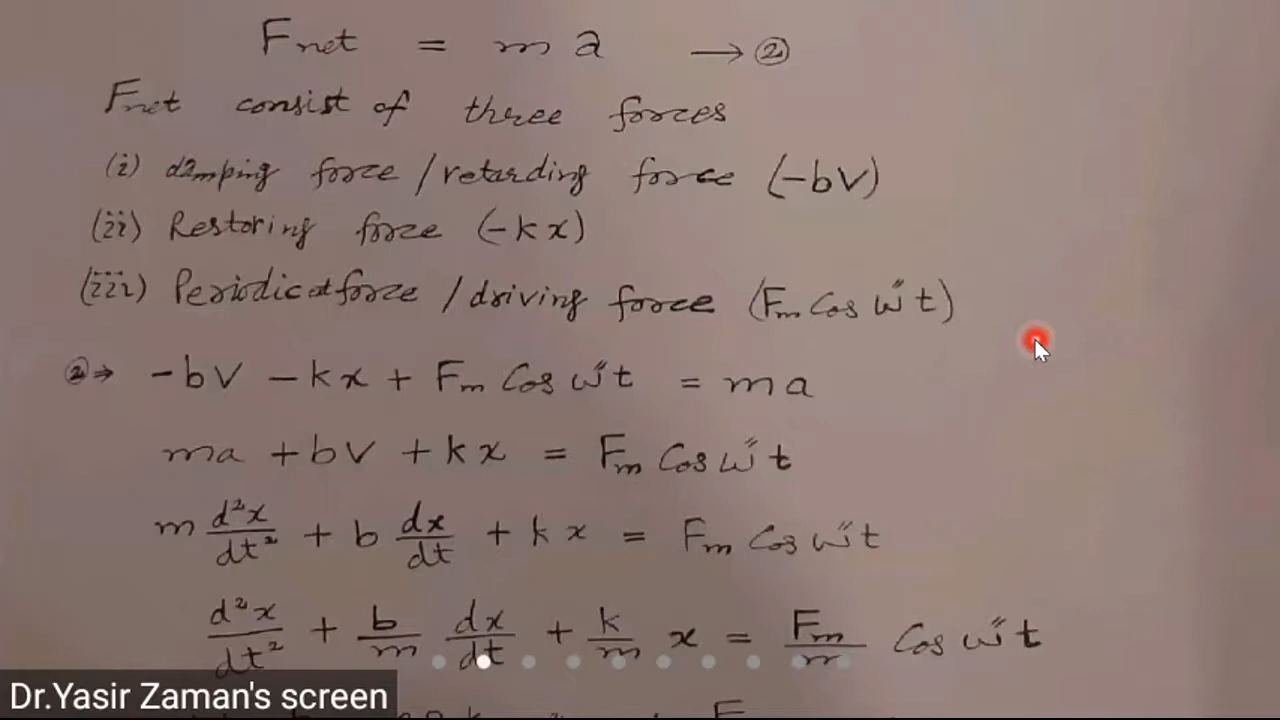 Fnet = ma → ②
Fnet consist of three forces
(i) damping force / retarding force (-bv)
(ii) Restoring force (-kx)
(iii) Periodical force / driving force (Fm Cos ω″t)
② ⇒ -bv - kx + Fm Cos ω″t = ma
ma + bv + kx = Fm Cos ω″t
m d²x/dt² + b dx/dt + kx = Fm Cos ω″t
d²x/dt² + b/m dx/dt + k/m x = Fm/m Cos ω″t
Dr.Yasir Zaman's screen